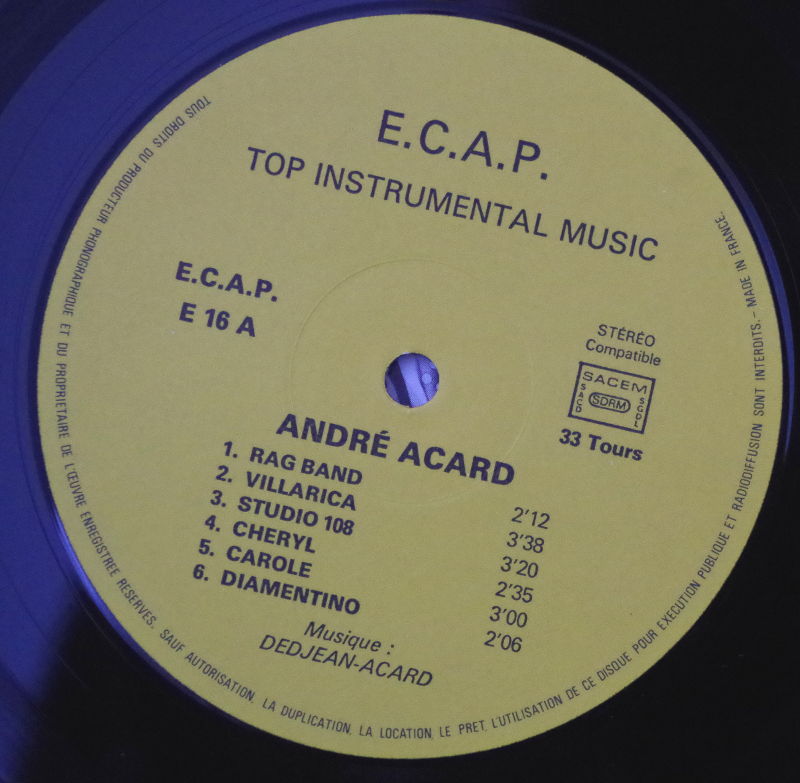 E.C.A.P.
TOP INSTRUMENTAL MUSIC
E.C.A.P.
E 16 A
STÉRÉO
Compatible
SACEM
SACD
SDRM
SGDL
33 Tours
ANDRÉ ACARD
1. RAG BAND 2'12
2. VILLARICA 3'38
3. STUDIO 108 3'20
4. CHERYL 2'35
5. CAROLE 3'00
6. DIAMENTINO 2'06
Musique :
DEDJEAN-ACARD
TOUS DROITS DU PRODUCTEUR PHONOGRAPHIQUE ET DU PROPRIETAIRE DE L'ŒUVRE ENREGISTREE RESERVES. SAUF AUTORISATION. LA DUPLICATION, LA LOCATION, LE PRET, L'UTILISATION DE CE DISQUE POUR EXECUTION PUBLIQUE ET RADIODIFFUSION SONT INTERDITS. - MADE IN FRANCE.